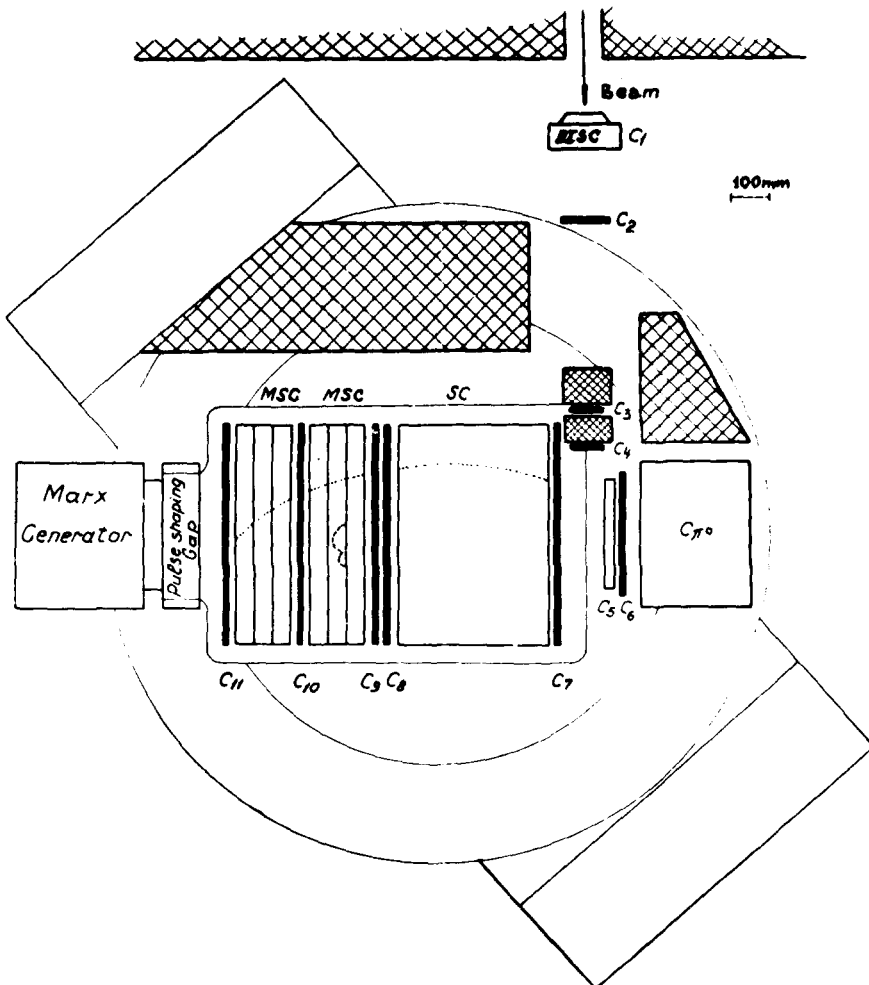 Beam
DISC C1
100mm
C2
MSC MSC SC
C3
C4
Marx
Generator
Pulse shaping
Gap
Cπ°
C5 C6
C11 C10 C9 C8 C7